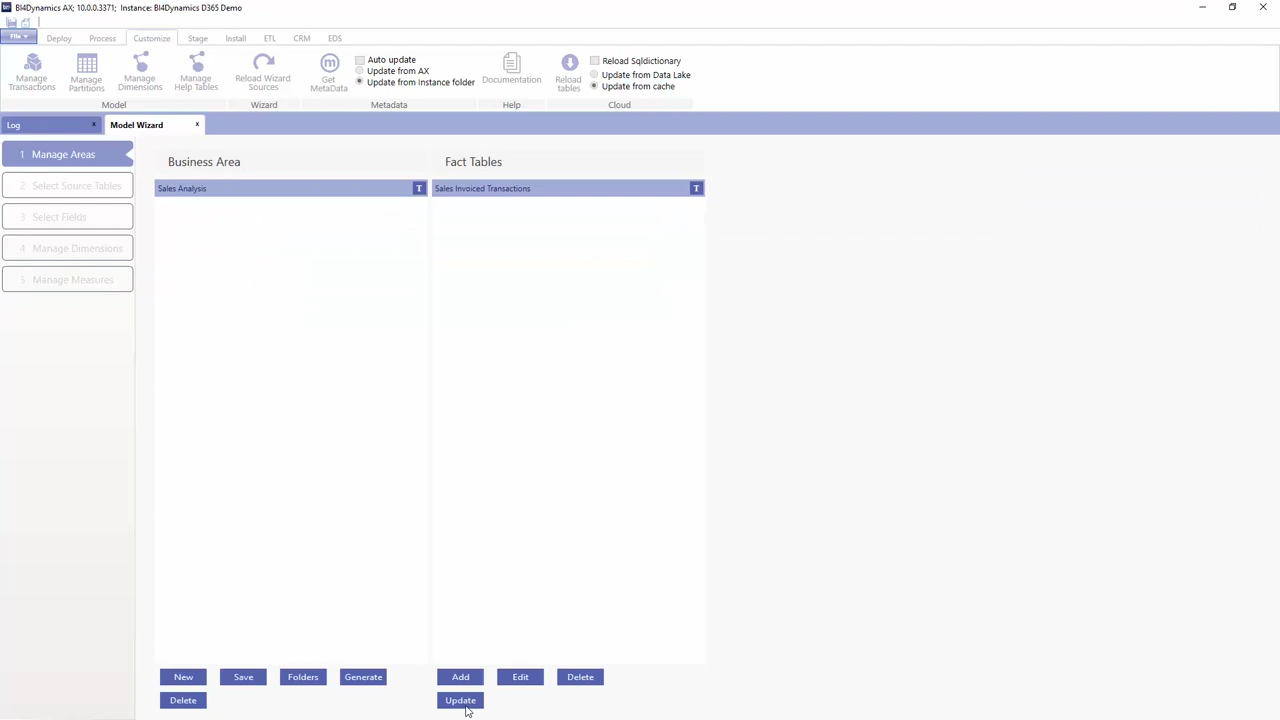 BI4Dynamics AX; 10.0.0.3371; Instance: BI4Dynamics D365 Demo
File Deploy Process Customize Stage Install ETL CRM EDS
Manage Transactions
Manage Partitions
Manage Dimensions
Manage Help Tables
Reload Wizard Sources
Get MetaData
Auto update
Update from AX
Update from Instance folder
Documentation
Reload tables
Reload Sqldictionary
Update from Data Lake
Update from cache
Model Wizard Metadata Help Cloud
Log x Model Wizard x
1 Manage Areas
2 Select Source Tables
3 Select Fields
4 Manage Dimensions
5 Manage Measures
Business Area Fact Tables
Sales Analysis T Sales Invoiced Transactions T
New Save Folders Generate Add Edit Delete
Delete Update